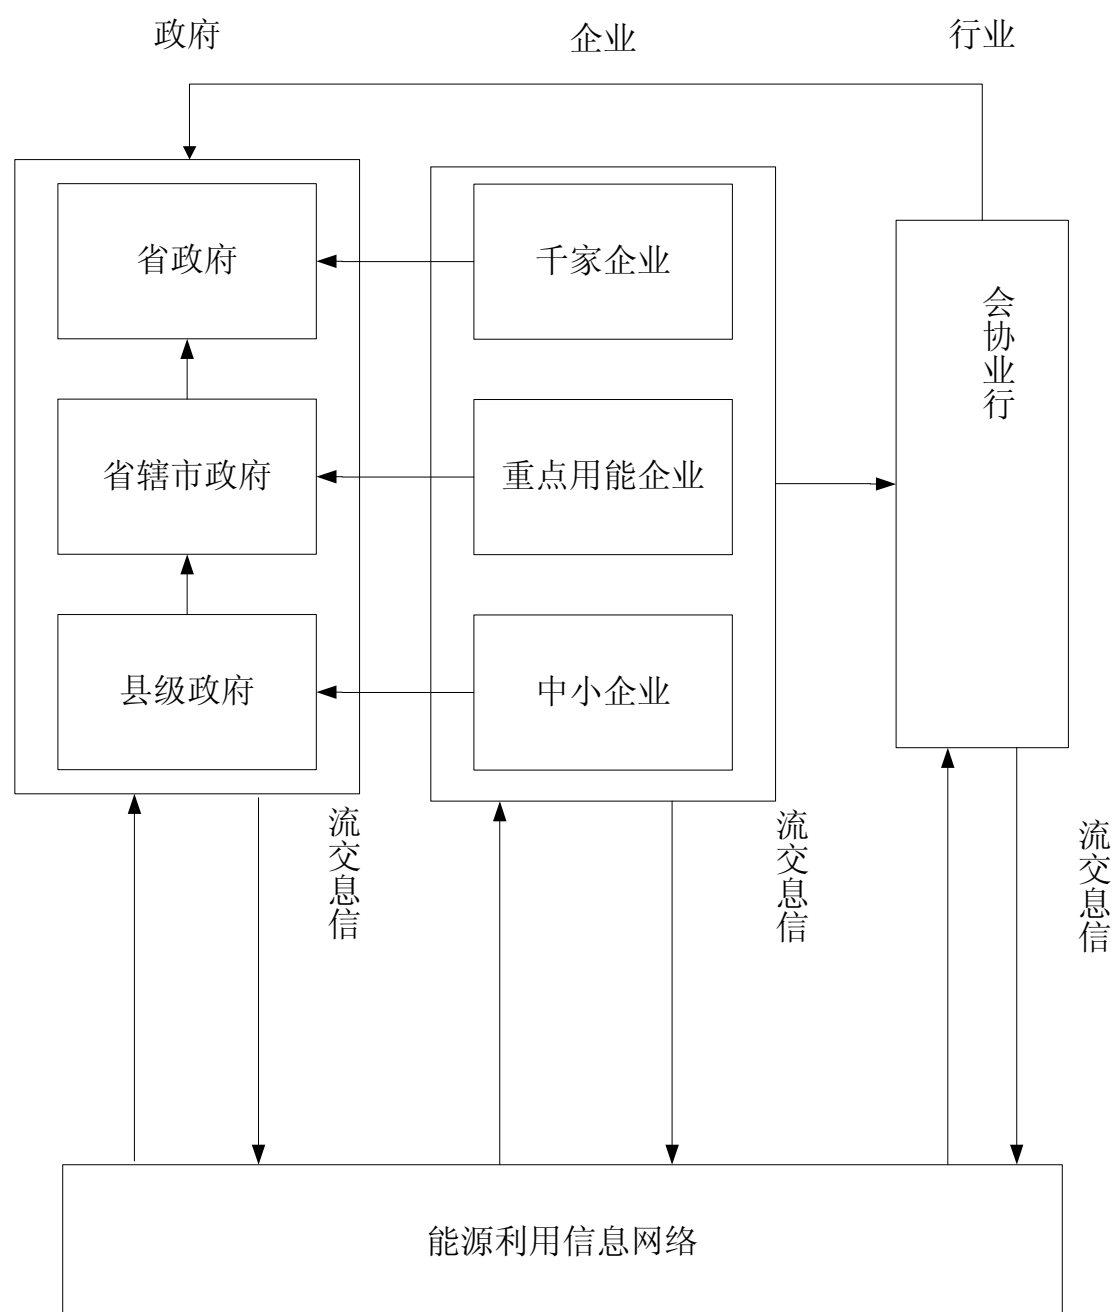 政府
企业
行业
省政府
千家企业
会协业行
省辖市政府
重点用能企业
县级政府
中小企业
流交息信
流交息信
流交息信
能源利用信息网络